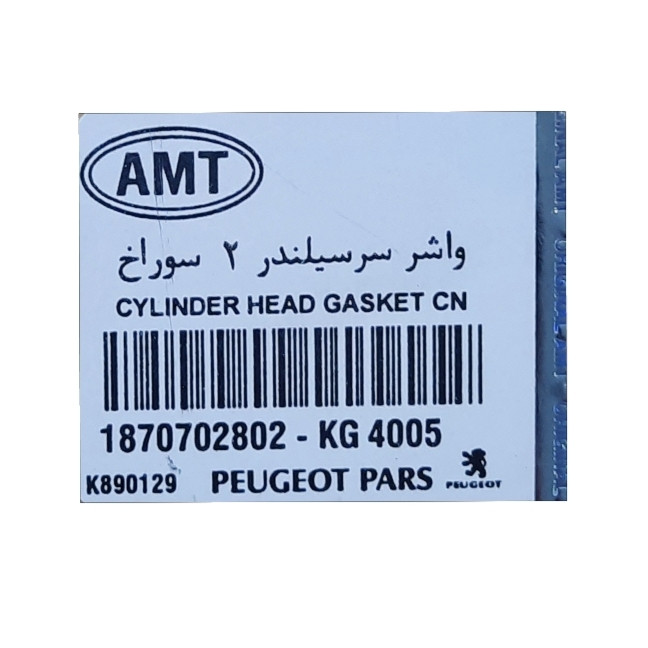 AMT
واشر سرسیلندر ۲ سوراخ
CYLINDER HEAD GASKET CN
1870702802 - KG 4005
K890129 PEUGEOT PARS PEUGEOT